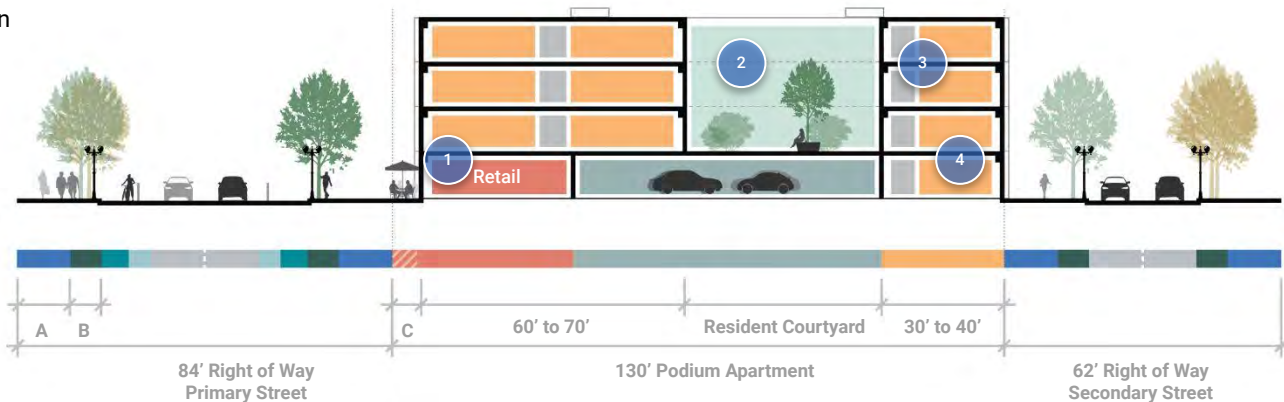 n
2
3
1
4
Retail
A
B
C
60’ to 70’
Resident Courtyard
30’ to 40’
84’ Right of Way
Primary Street
130’ Podium Apartment
62’ Right of Way
Secondary Street